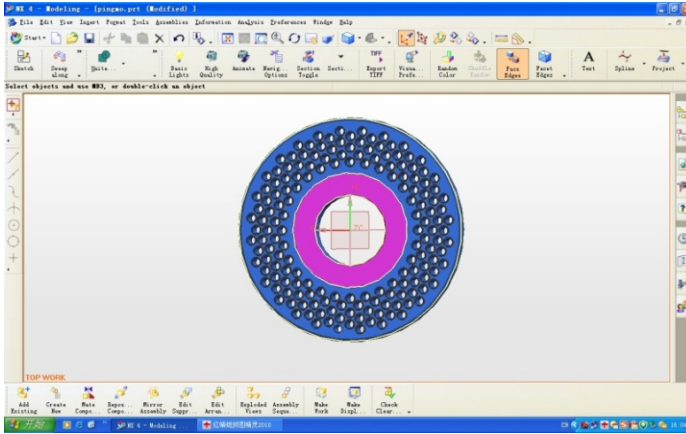 NX 4 - Modeling - [pingmo.prt (Modified) ]
File Edit View Insert Format Tools Assemblies Information Analysis Preferences Window Help
Start
Sketch Sweep along Unite... Basic Lights High Quality Animate Navig... Options Section Toggle Secti... Export TIFF Visua... Prefe... Random Color Shuffle Random Face Edges Facet Edges Text Spline Project
Select objects and use MB3, or double-click an object
TOP WORK
Add Existing Create New Mate Compo... Repos... Compo... Mirror Assembly Edit Suppr... Edit Arran... Exploded Views Assembly Seque... Make Work Make Displ... Check Clear...
开始 NX 4 - Modeling